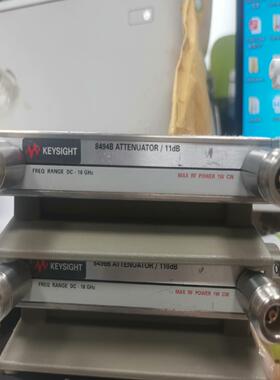 KEYSIGHT 8494B ATTENUATOR / 11dB
FREQ RANGE DC - 18 GHz MAX RF POWER 1W CW
KEYSIGHT 8496B ATTENUATOR / 110dB
FREQ RANGE DC - 18 GHz MAX RF POWER 1W CW